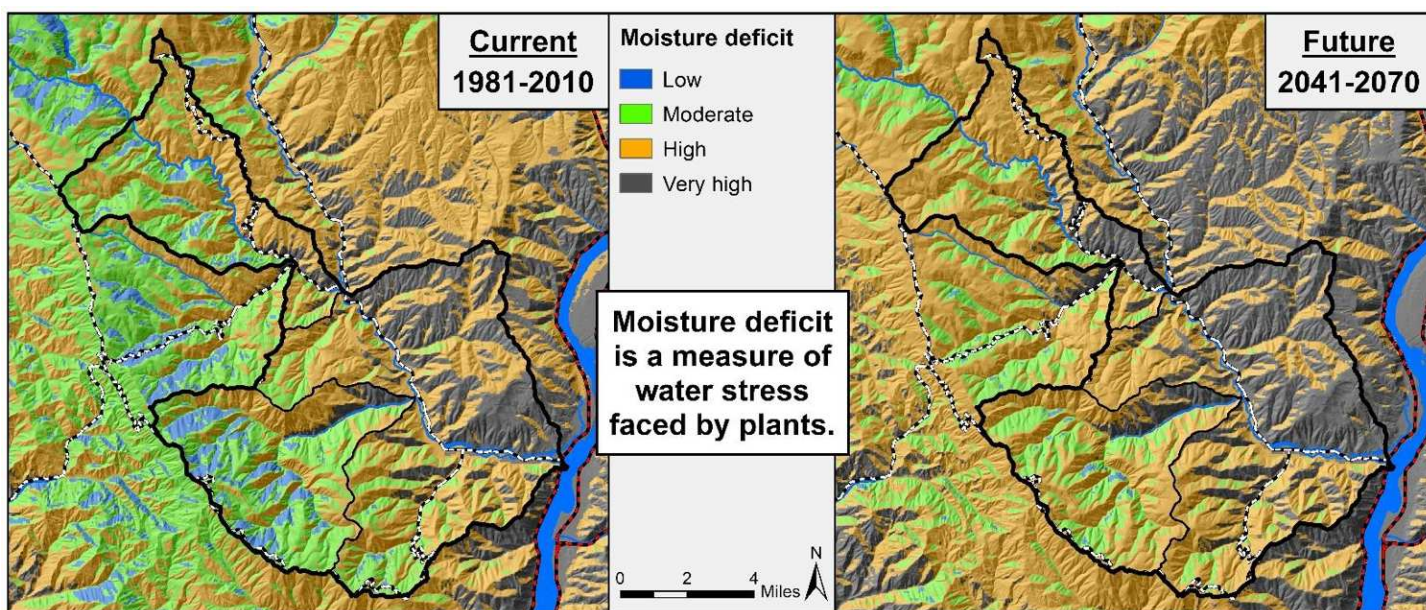 Current
1981-2010
Moisture deficit
Low
Moderate
High
Very high
Future
2041-2070
Moisture deficit
is a measure of
water stress
faced by plants.
N
0 2 4
Miles